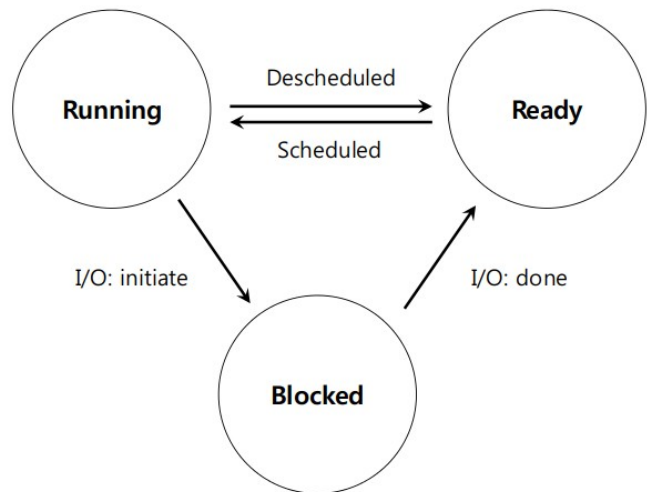 Running
Descheduled
Scheduled
Ready
I/O: initiate
I/O: done
Blocked